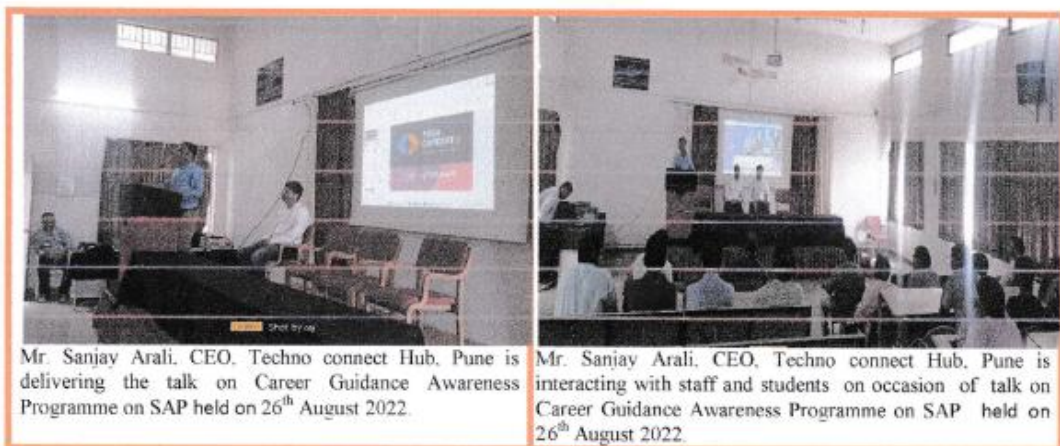 Shot by
Mr. Sanjay Arali, CEO, Techno connect Hub, Pune is
delivering the talk on Career Guidance Awareness
Programme on SAP held on 26th August 2022.
Mr. Sanjay Arali, CEO, Techno connect Hub, Pune is
interacting with staff and students on occasion of talk on
Career Guidance Awareness Programme on SAP held on
26th August 2022.